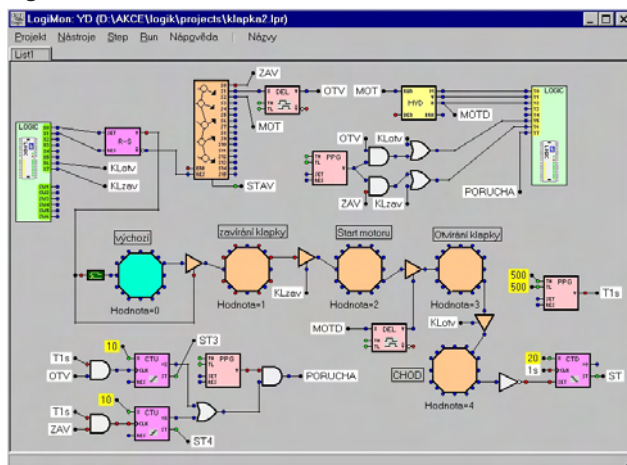 LogiMon: YD (D:\AKCE\logik\projects\klapka2.lpr)
Projekt Nástroje Step Run Nápověda Názvy
List1
ZAV
DEL
OTV
MOT
MOT
MYD
MOTD
LOGIC
LOGIC
R-S
KLotv
KLzav
STAV
OTV
KLotv
PPG
ZAV
KLzav
PORUCHA
výchozí
zavírání klapky
Start motoru
Otvírání klapky
Hodnota=0
Hodnota=1
Hodnota=2
Hodnota=3
KLzav
500
500
PPG
T1s
MOTD
DEL
KLotv
CHOD
Hodnota=4
20
1s
CTD
ST
10
CTU
ST3
T1s
OTV
PPG
PORUCHA
10
CTU
T1s
ZAV
ST4